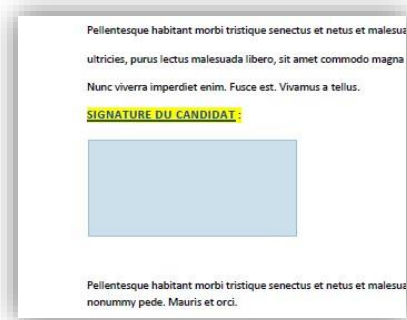 Pellentesque habitant morbi tristique senectus et netus et
ultricies, purus lectus malesuada libero, sit amet commodo magna
Nunc viverra imperdiet enim. Fusce est. Vivamus a tellus.
SIGNATURE DU CANDIDAT :
Pellentesque habitant morbi tristique senectus et netus et
nonummy pede. Mauris et orci.